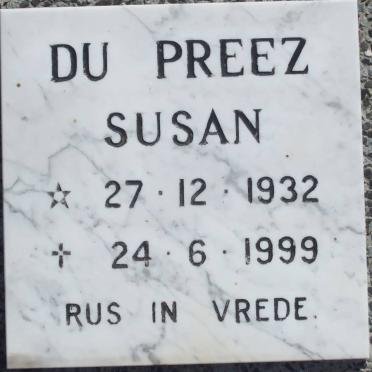 DU PREEZ
SUSAN
☆ 27 · 12 · 1932
† 24 · 6 · 1999
RUS IN VREDE.